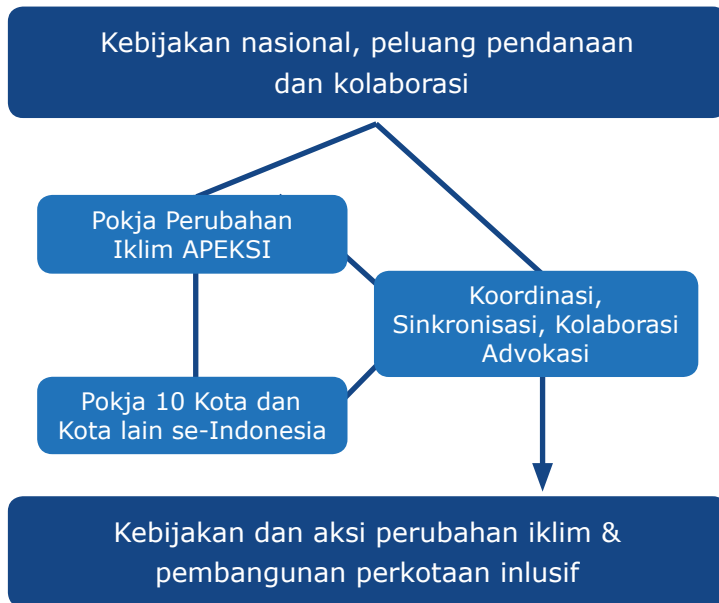 Kebijakan nasional, peluang pendanaan
dan kolaborasi
Pokja Perubahan
Iklim APEKSI
Koordinasi,
Sinkronisasi, Kolaborasi
Advokasi
Pokja 10 Kota dan
Kota lain se-Indonesia
Kebijakan dan aksi perubahan iklim &
pembangunan perkotaan inlusif